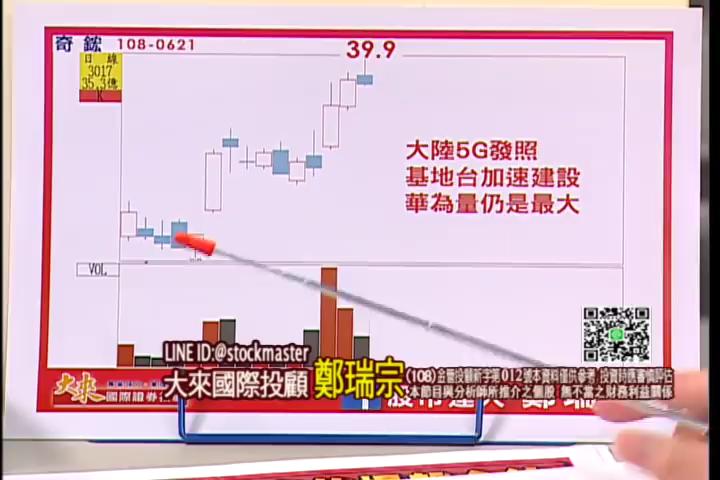 奇鋐 108-0621
39.9
日線
3017
35.3億
K
大陸5G發照
基地台加速建設
華為量仍是最大
VOL
LINE ID:@stockmaster
大來國際投顧 鄭瑞宗
(108)金管投顧新字第012號本資料僅供參考,投資時應審慎評估
本節目與分析師所推介之個股 無不當之財務利益關係
大來
國際證券